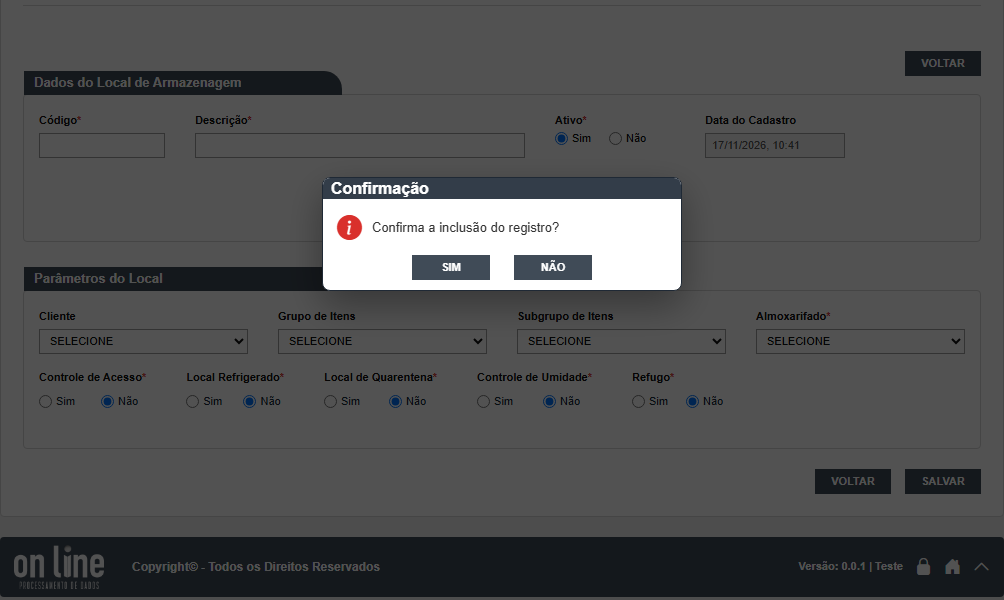 VOLTAR
Dados do Local de Armazenagem
Código*
Descrição*
Ativo*
Data do Cadastro
Sim
Não
17/11/2026, 10:41
Confirmação
i
Confirma a inclusão do registro?
SIM
NÃO
Parâmetros do Local
Cliente
Grupo de Itens
Subgrupo de Itens
Almoxarifado*
SELECIONE
SELECIONE
SELECIONE
SELECIONE
Controle de Acesso*
Local Refrigerado*
Local de Quarentena*
Controle de Umidade*
Refugo*
Sim
Não
Sim
Não
Sim
Não
Sim
Não
Sim
Não
VOLTAR
SALVAR
on line
PROCESSAMENTO DE DADOS
Copyright© - Todos os Direitos Reservados
Versão: 0.0.1 | Teste